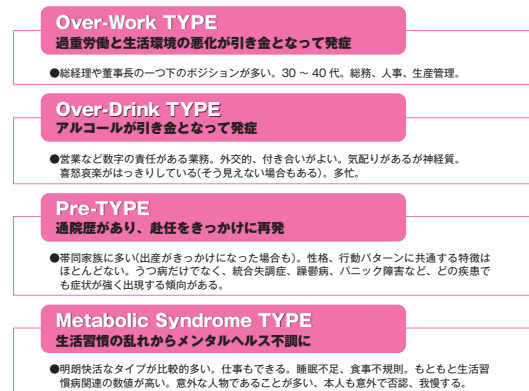 Over-Work TYPE
過重労働と生活環境の悪化が引き金となって発症
●総経理や董事長の一つ下のポジションが多い。30 〜 40 代。総務、人事、生産管理。
Over-Drink TYPE
アルコールが引き金となって発症
●営業など数字の責任がある業務。外交的、付き合いがよい。気配りがあるが神経質。
喜怒哀楽がはっきりしている(そう見えない場合もある)。多忙。
Pre-TYPE
通院歴があり、赴任をきっかけに再発
●帯同家族に多い(出産がきっかけになった場合も)。性格、行動パターンに共通する特徴は
ほとんどない。うつ病だけでなく、統合失調症、躁鬱病、パニック障害など、どの疾患で
も症状が強く出現する傾向がある。
Metabolic Syndrome TYPE
生活習慣の乱れからメンタルヘルス不調に
●明朗快活なタイプが比較的多い。仕事もできる。睡眠不足、食事不規則。もともと生活習
慣病関連の数値が高い。意外な人物であることが多い、本人も意外で否認、我慢する。